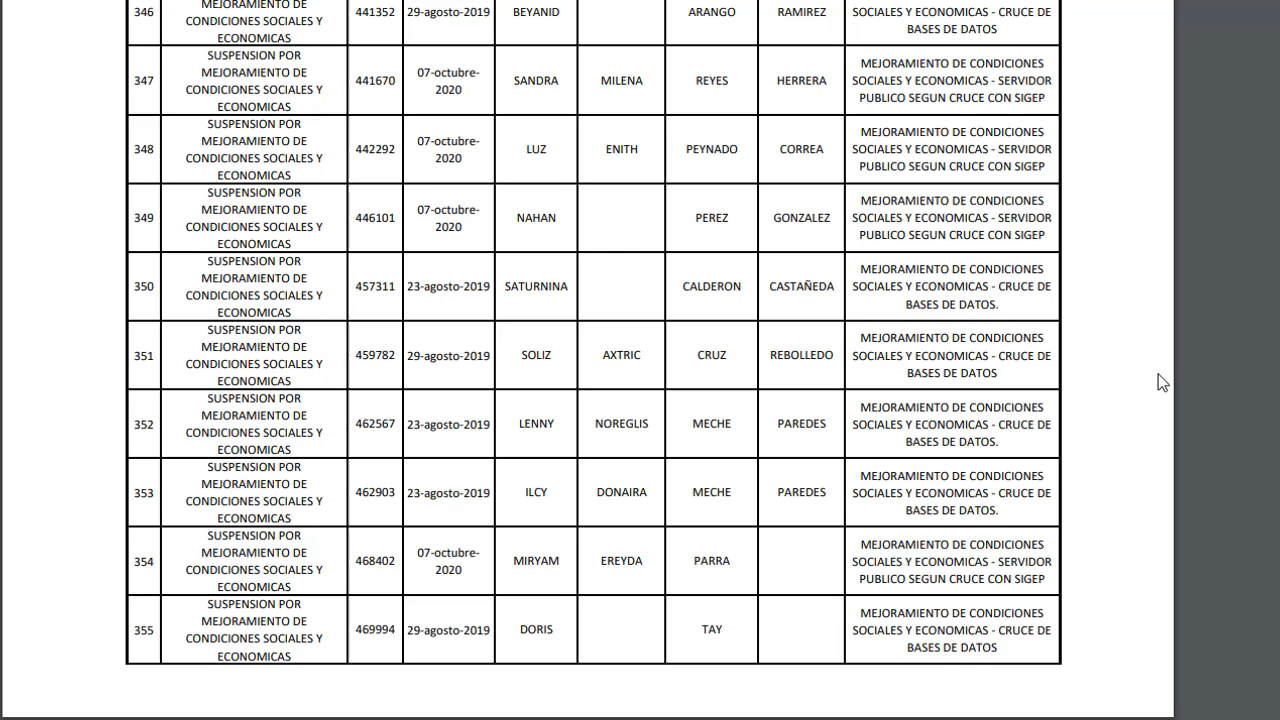 346 MEJORAMIENTO DE CONDICIONES SOCIALES Y ECONOMICAS 441352 29-agosto-2019 BEYANID ARANGO RAMIREZ SOCIALES Y ECONOMICAS - CRUCE DE BASES DE DATOS
347 SUSPENSION POR MEJORAMIENTO DE CONDICIONES SOCIALES Y ECONOMICAS 441670 07-octubre-2020 SANDRA MILENA REYES HERRERA MEJORAMIENTO DE CONDICIONES SOCIALES Y ECONOMICAS - SERVIDOR PUBLICO SEGUN CRUCE CON SIGEP
348 SUSPENSION POR MEJORAMIENTO DE CONDICIONES SOCIALES Y ECONOMICAS 442292 07-octubre-2020 LUZ ENITH PEYNADO CORREA MEJORAMIENTO DE CONDICIONES SOCIALES Y ECONOMICAS - SERVIDOR PUBLICO SEGUN CRUCE CON SIGEP
349 SUSPENSION POR MEJORAMIENTO DE CONDICIONES SOCIALES Y ECONOMICAS 446101 07-octubre-2020 NAHAN PEREZ GONZALEZ MEJORAMIENTO DE CONDICIONES SOCIALES Y ECONOMICAS - SERVIDOR PUBLICO SEGUN CRUCE CON SIGEP
350 SUSPENSION POR MEJORAMIENTO DE CONDICIONES SOCIALES Y ECONOMICAS 457311 23-agosto-2019 SATURNINA CALDERON CASTAÑEDA MEJORAMIENTO DE CONDICIONES SOCIALES Y ECONOMICAS - CRUCE DE BASES DE DATOS.
351 SUSPENSION POR MEJORAMIENTO DE CONDICIONES SOCIALES Y ECONOMICAS 459782 29-agosto-2019 SOLIZ AXTRIC CRUZ REBOLLEDO MEJORAMIENTO DE CONDICIONES SOCIALES Y ECONOMICAS - CRUCE DE BASES DE DATOS
352 SUSPENSION POR MEJORAMIENTO DE CONDICIONES SOCIALES Y ECONOMICAS 462567 23-agosto-2019 LENNY NOREGLIS MECHE PAREDES MEJORAMIENTO DE CONDICIONES SOCIALES Y ECONOMICAS - CRUCE DE BASES DE DATOS.
353 SUSPENSION POR MEJORAMIENTO DE CONDICIONES SOCIALES Y ECONOMICAS 462903 23-agosto-2019 ILCY DONAIRA MECHE PAREDES MEJORAMIENTO DE CONDICIONES SOCIALES Y ECONOMICAS - CRUCE DE BASES DE DATOS.
354 SUSPENSION POR MEJORAMIENTO DE CONDICIONES SOCIALES Y ECONOMICAS 468402 07-octubre-2020 MIRYAM EREYDA PARRA MEJORAMIENTO DE CONDICIONES SOCIALES Y ECONOMICAS - SERVIDOR PUBLICO SEGUN CRUCE CON SIGEP
355 SUSPENSION POR MEJORAMIENTO DE CONDICIONES SOCIALES Y ECONOMICAS 469994 29-agosto-2019 DORIS TAY MEJORAMIENTO DE CONDICIONES SOCIALES Y ECONOMICAS - CRUCE DE BASES DE DATOS